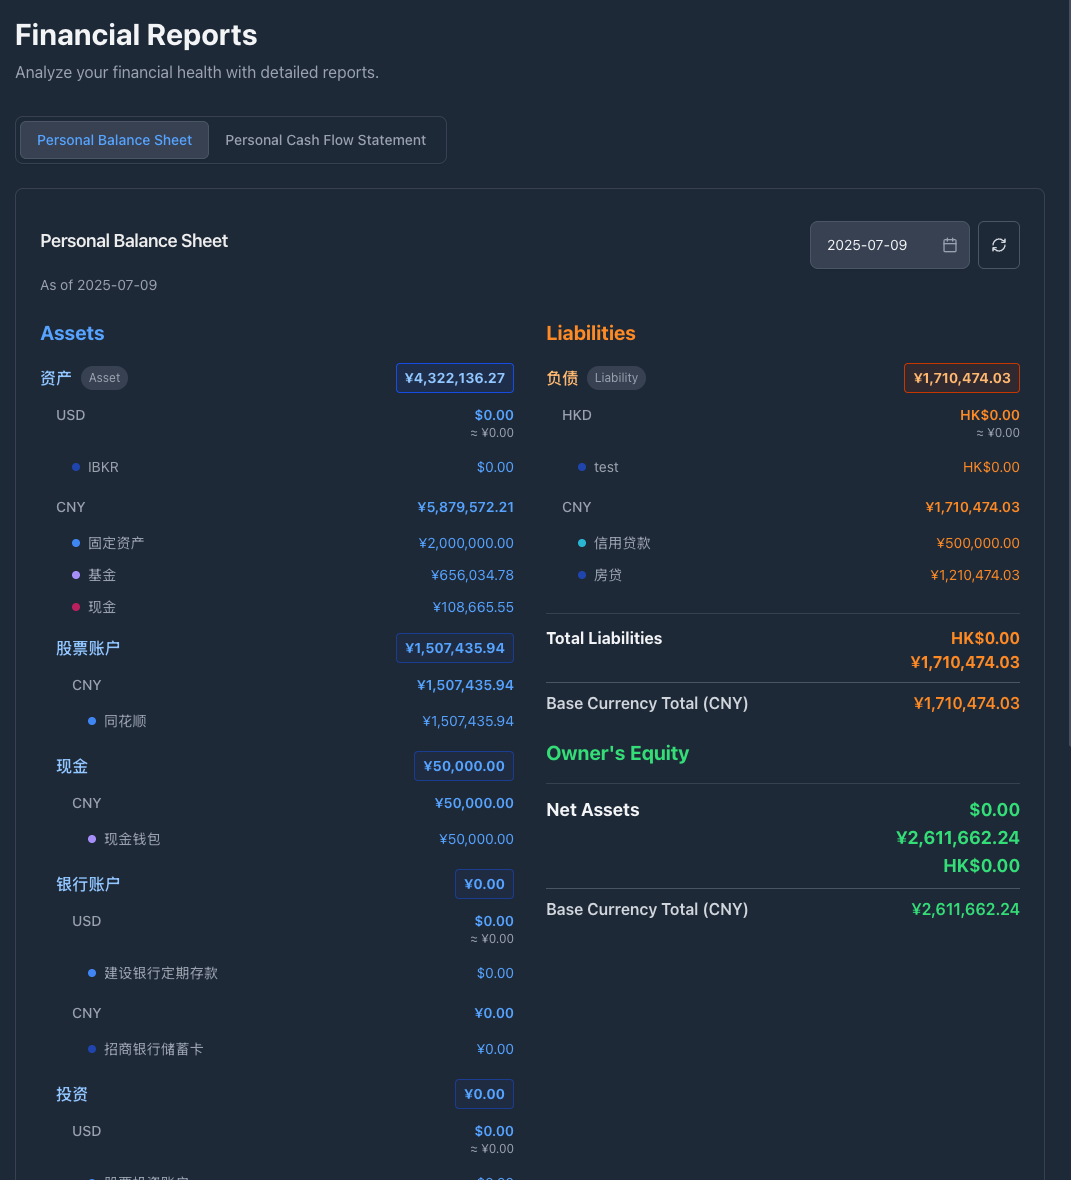 Financial Reports
Analyze your financial health with detailed reports.
Personal Balance Sheet
Personal Cash Flow Statement
Personal Balance Sheet
2025-07-09
As of 2025-07-09
Assets
资产 Asset ¥4,322,136.27
USD $0.00
≈ ¥0.00
IBKR $0.00
CNY ¥5,879,572.21
固定资产 ¥2,000,000.00
基金 ¥656,034.78
现金 ¥108,665.55
股票账户 ¥1,507,435.94
CNY ¥1,507,435.94
同花顺 ¥1,507,435.94
现金 ¥50,000.00
CNY ¥50,000.00
现金钱包 ¥50,000.00
银行账户 ¥0.00
USD $0.00
≈ ¥0.00
建设银行定期存款 $0.00
CNY ¥0.00
招商银行储蓄卡 ¥0.00
投资 ¥0.00
USD $0.00
≈ ¥0.00
Liabilities
负债 Liability ¥1,710,474.03
HKD HK$0.00
≈ ¥0.00
test HK$0.00
CNY ¥1,710,474.03
信用贷款 ¥500,000.00
房贷 ¥1,210,474.03
Total Liabilities HK$0.00
¥1,710,474.03
Base Currency Total (CNY) ¥1,710,474.03
Owner's Equity
Net Assets $0.00
¥2,611,662.24
HK$0.00
Base Currency Total (CNY) ¥2,611,662.24